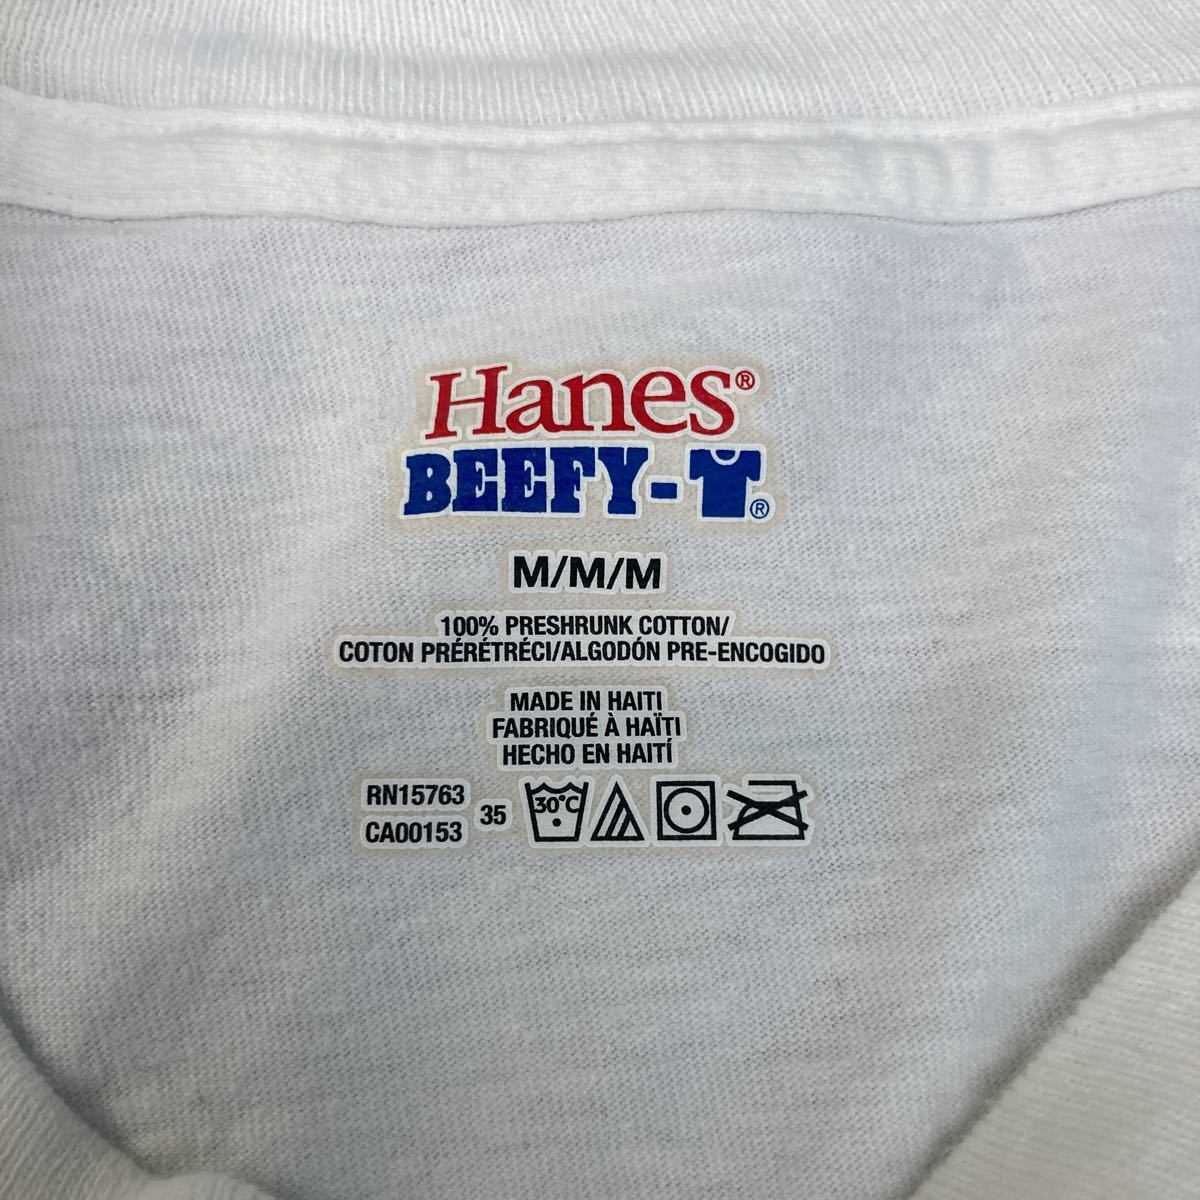 Hanes®
BEEFY-T®
M/M/M
100% PRESHRUNK COTTON/
COTON PRÉRÉTRÉCI/ALGODÓN PRE-ENCOGIDO
MADE IN HAITI
FABRIQUÉ À HAÏTI
HECHO EN HAITÍ
RN15763
CA00153
35
30°C